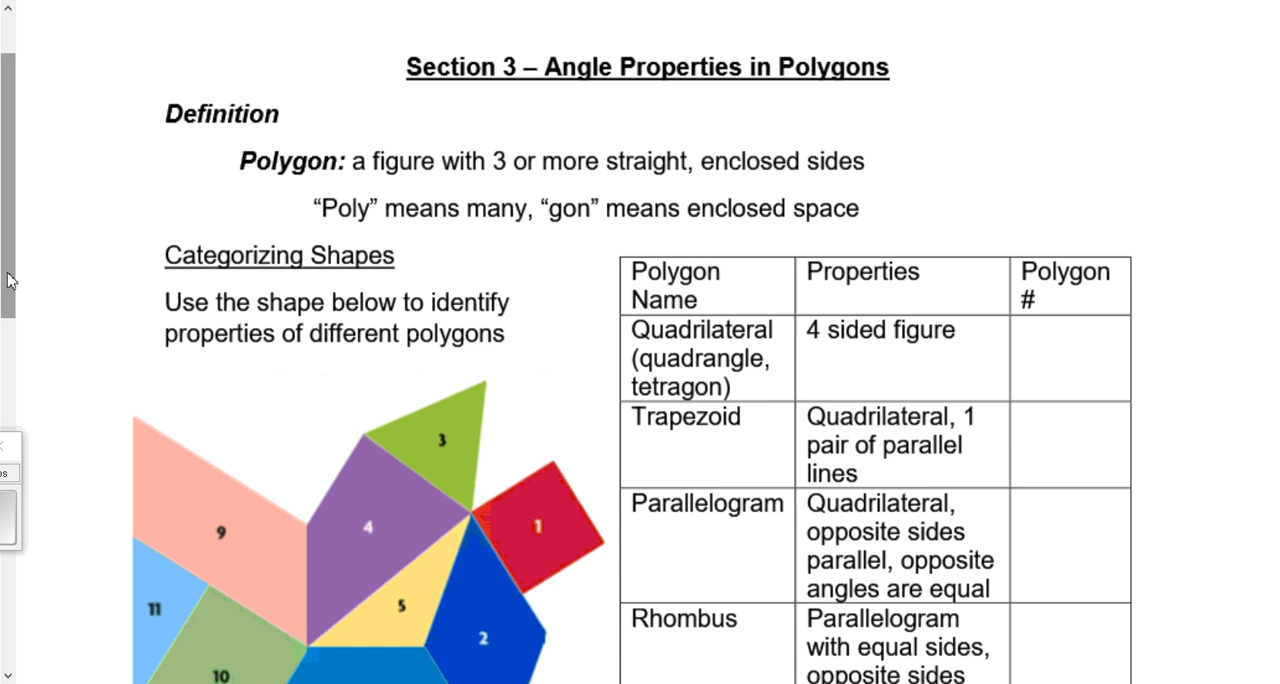 Section 3 – Angle Properties in Polygons
Definition
Polygon: a figure with 3 or more straight, enclosed sides
“Poly” means many, “gon” means enclosed space
Categorizing Shapes
Use the shape below to identify
properties of different polygons
Polygon
Name
Properties
Polygon
#
Quadrilateral
(quadrangle,
tetragon)
4 sided figure
Trapezoid
Quadrilateral, 1
pair of parallel
lines
Parallelogram
Quadrilateral,
opposite sides
parallel, opposite
angles are equal
Rhombus
Parallelogram
with equal sides,
opposite sides
3
4
1
9
5
11
2
10